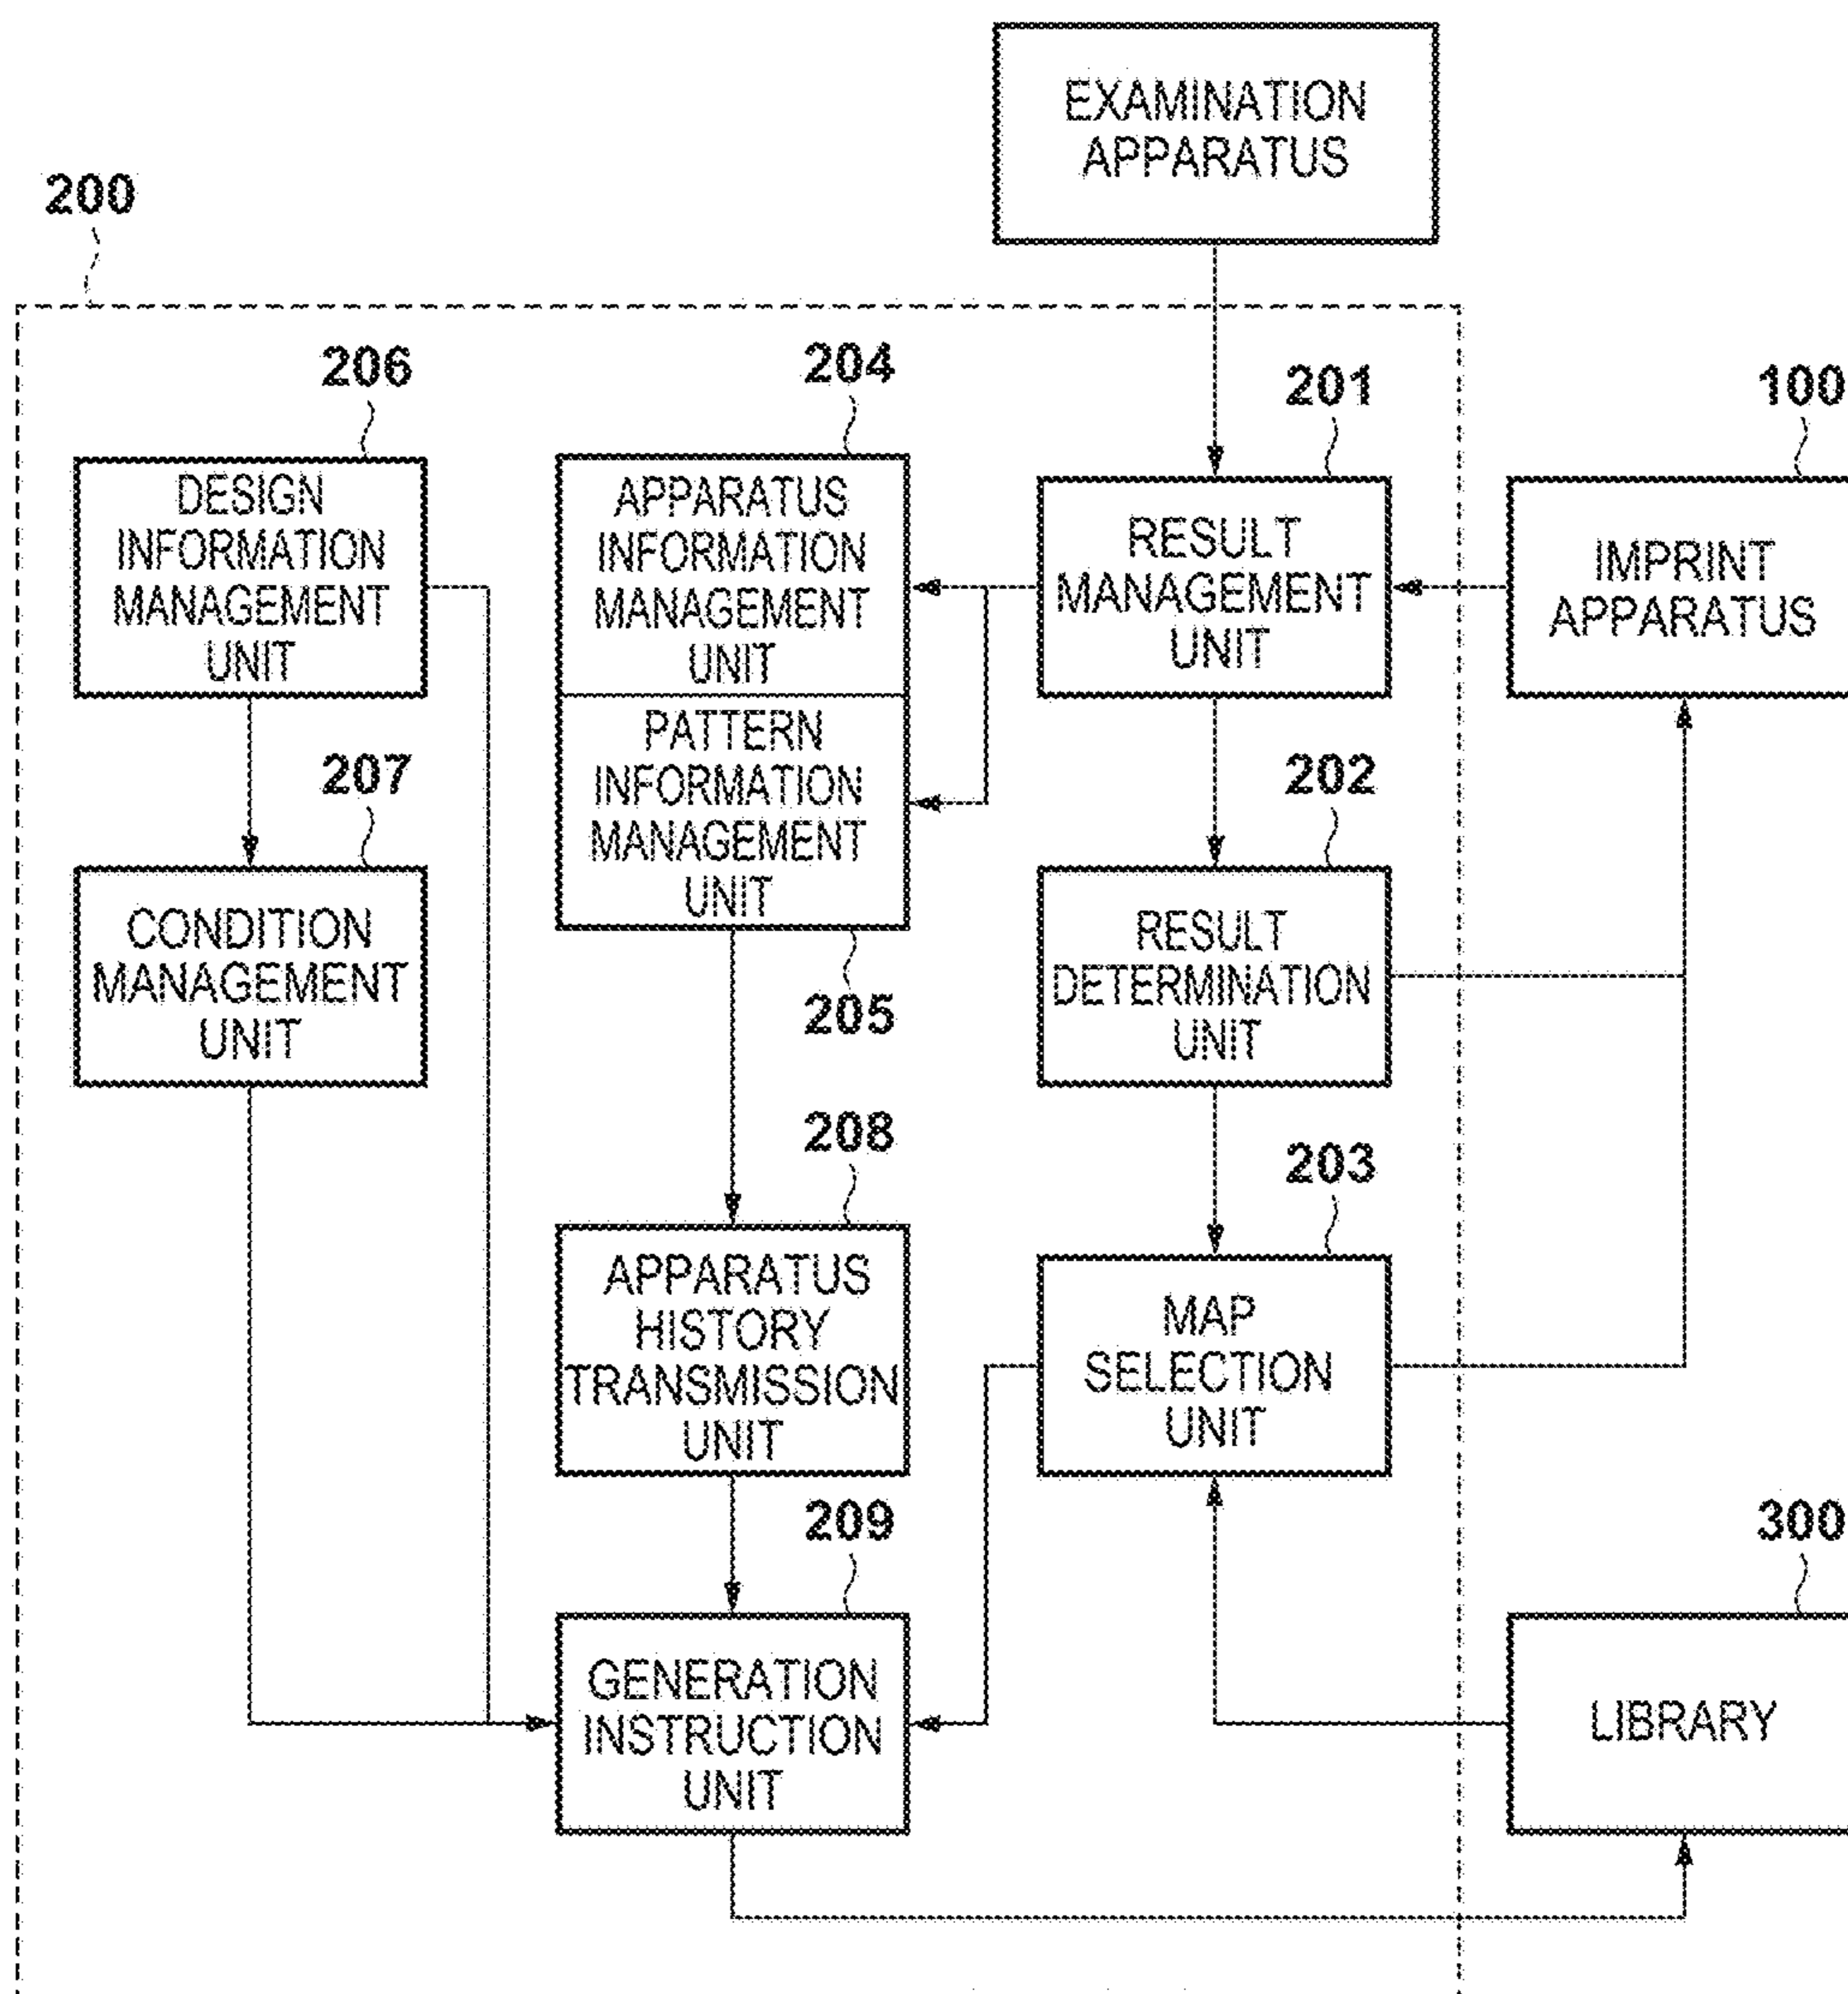 EXAMINATION
APPARATUS
200
206
204
201
100
DESIGN
INFORMATION
MANAGEMENT
UNIT
APPARATUS
INFORMATION
MANAGEMENT
UNIT
RESULT
MANAGEMENT
UNIT
IMPRINT
APPARATUS
PATTERN
INFORMATION
MANAGEMENT
UNIT
207
202
CONDITION
MANAGEMENT
UNIT
205
RESULT
DETERMINATION
UNIT
208
203
APPARATUS
HISTORY
TRANSMISSION
UNIT
MAP
SELECTION
UNIT
209
300
GENERATION
INSTRUCTION
UNIT
LIBRARY